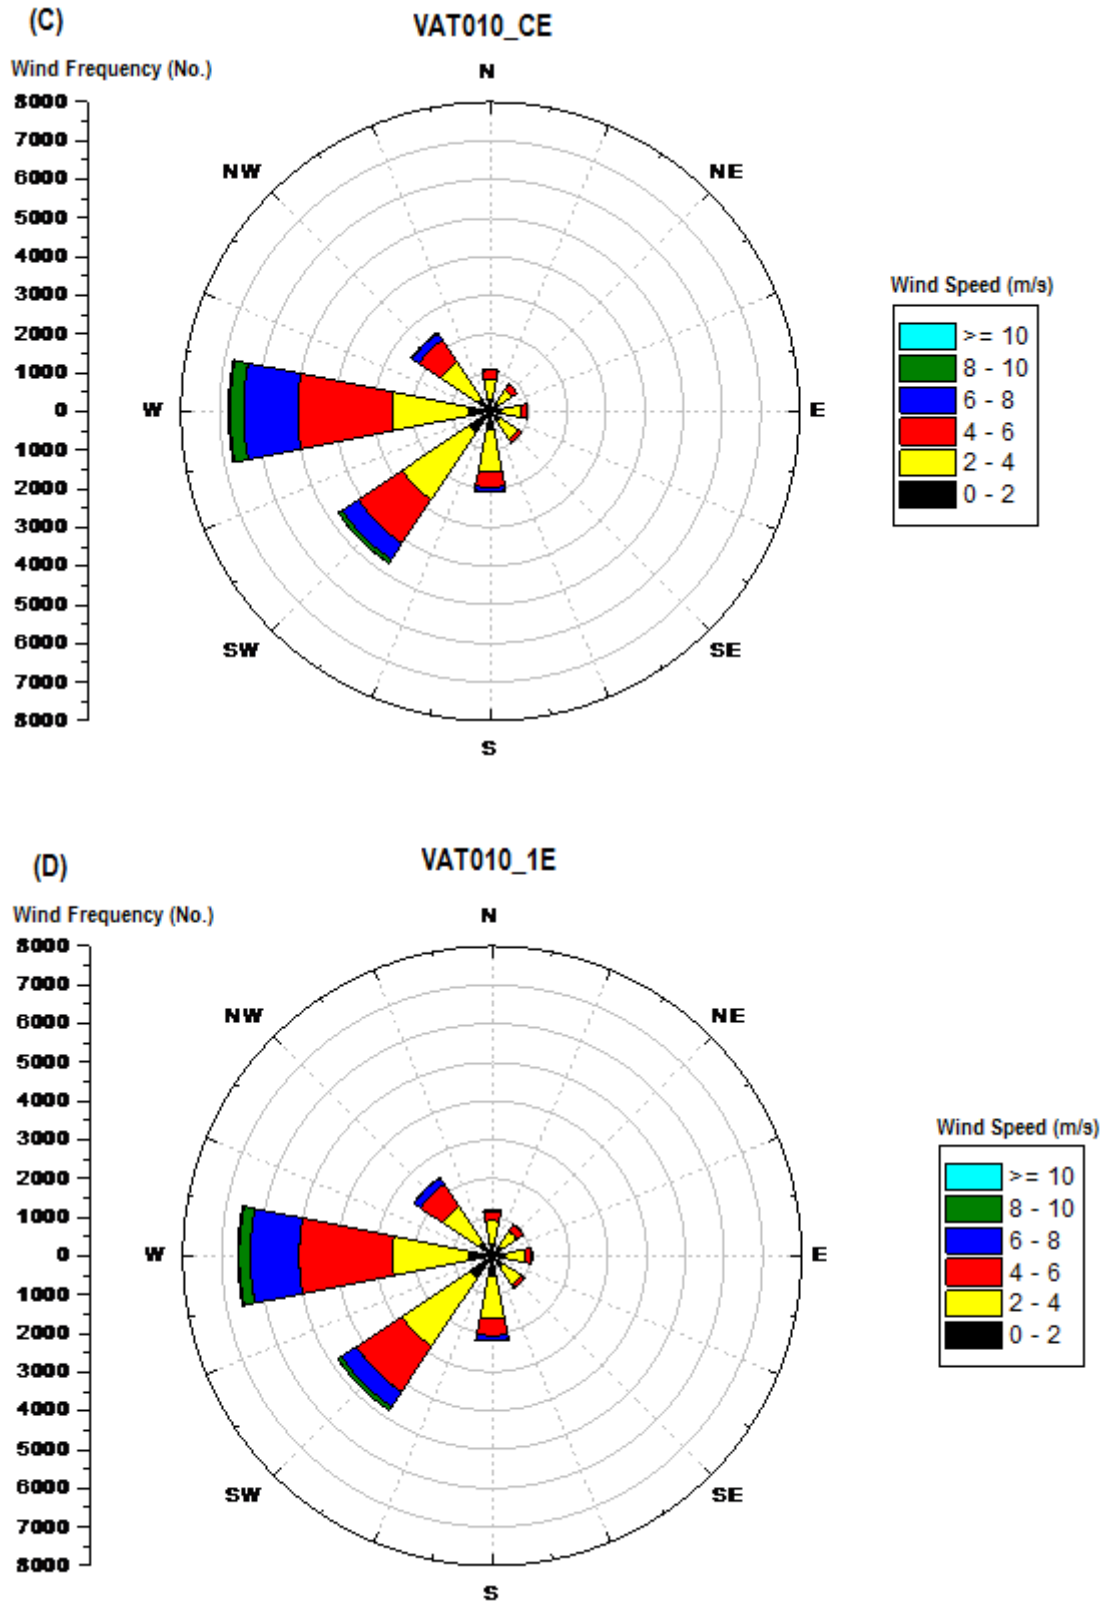 (C)
VAT010_CE
Wind Frequency (No.)
N
8000
7000
6000
5000
4000
3000
2000
1000
0
1000
2000
3000
4000
5000
6000
7000
8000
NW
NE
W
E
SW
SE
S
Wind Speed (m/s)
>= 10
8 - 10
6 - 8
4 - 6
2 - 4
0 - 2
(D)
VAT010_1E
Wind Frequency (No.)
N
8000
7000
6000
5000
4000
3000
2000
1000
0
1000
2000
3000
4000
5000
6000
7000
8000
NW
NE
W
E
SW
SE
S
Wind Speed (m/s)
>= 10
8 - 10
6 - 8
4 - 6
2 - 4
0 - 2